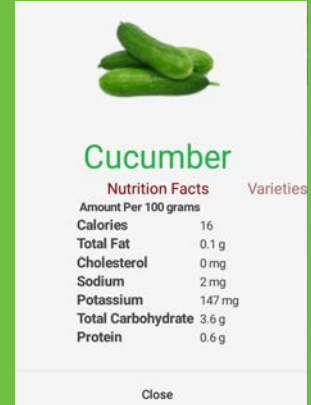 Cucumber
Nutrition Facts Varieties
Amount Per 100 grams
Calories 16
Total Fat 0.1 g
Cholesterol 0 mg
Sodium 2 mg
Potassium 147 mg
Total Carbohydrate 3.6 g
Protein 0.6 g
Close